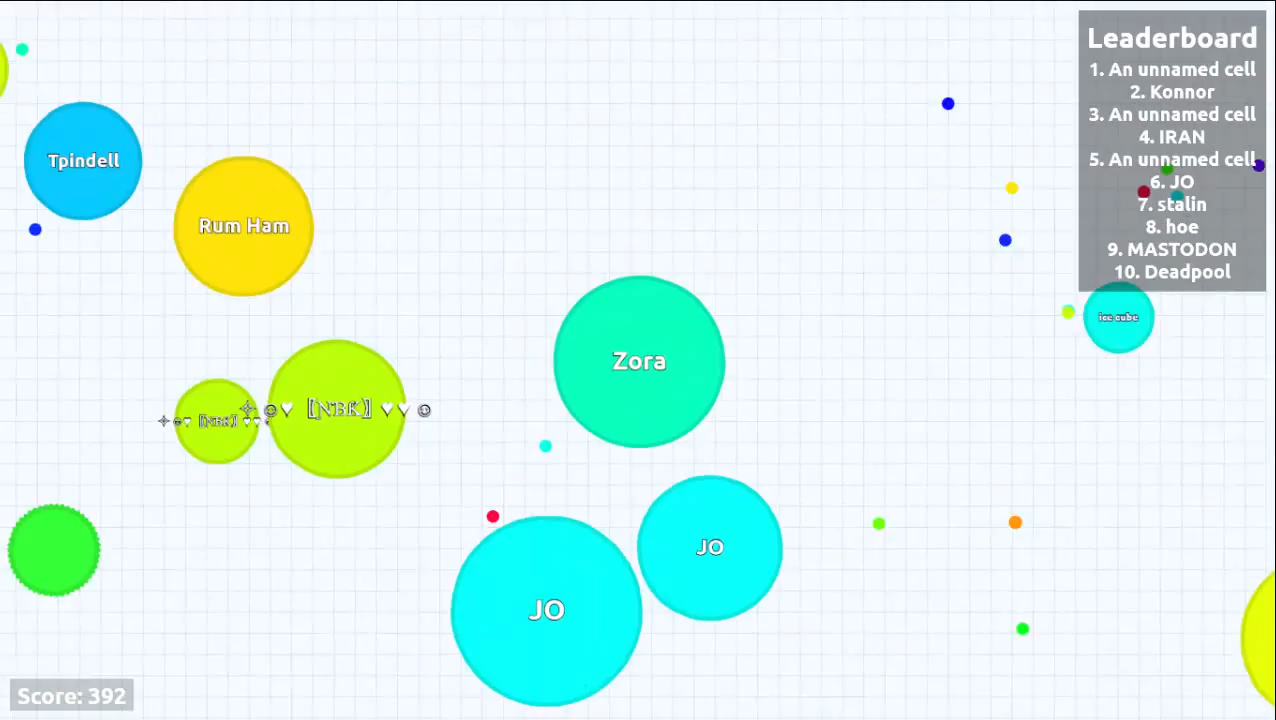 Leaderboard
1. An unnamed cell
2. Konnor
3. An unnamed cell
4. IRAN
5. An unnamed cell
6. JO
7. stalin
8. hoe
9. MASTODON
10. Deadpool
Tpindell
Rum Ham
ice cube
Zora
✧ ☺♥ 〖NBK〗 ♥♥ ☺
✧ ☺♥ 〖NBK〗 ♥♥
JO
JO
Score: 392